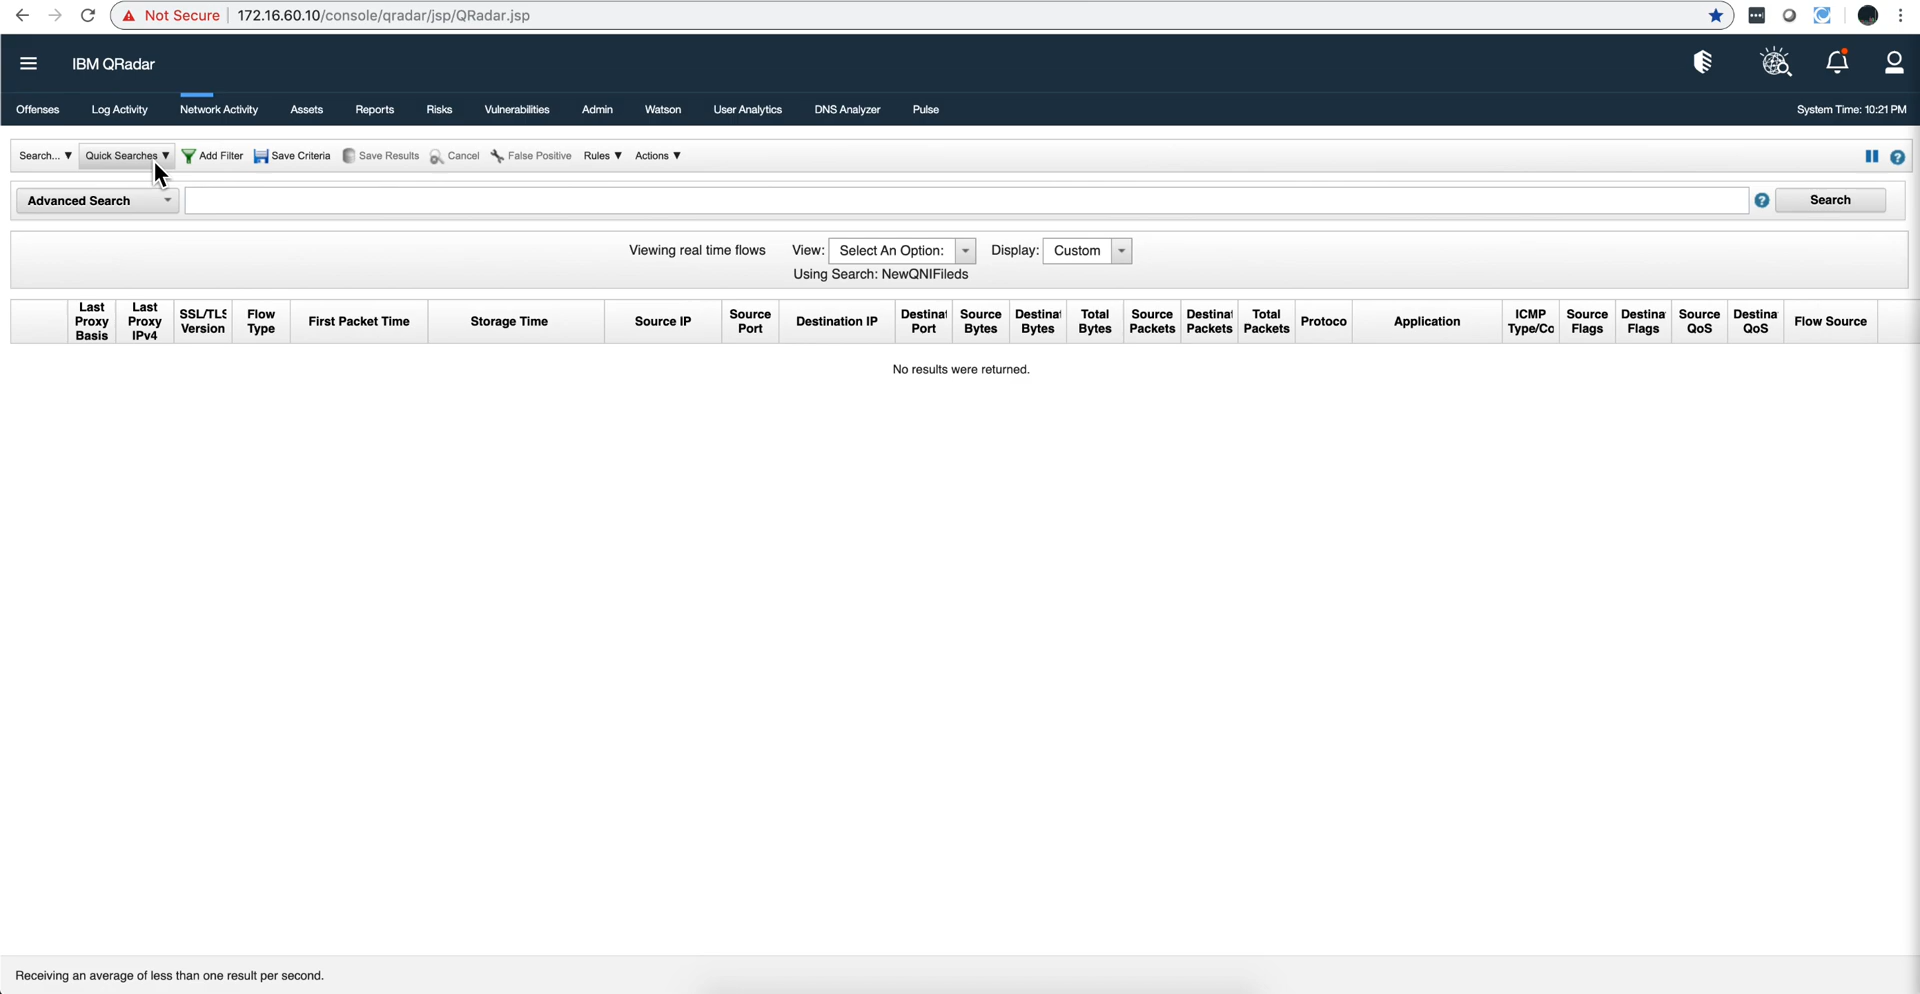 Not Secure 172.16.60.10/console/qradar/jsp/QRadar.jsp
IBM QRadar
Offenses Log Activity Network Activity Assets Reports Risks Vulnerabilities Admin Watson User Analytics DNS Analyzer Pulse System Time: 10:21 PM
Search... ▼ Quick Searches ▼ Add Filter Save Criteria Save Results Cancel False Positive Rules ▼ Actions ▼
Advanced Search Search
Viewing real time flows View: Select An Option: Display: Custom
Using Search: NewQNIFileds
Last Proxy Basis
Last Proxy IPv4
SSL/TLS Version
Flow Type
First Packet Time
Storage Time
Source IP
Source Port
Destination IP
Destinat Port
Source Bytes
Destinat Bytes
Total Bytes
Source Packets
Destinat Packets
Total Packets
Protoco
Application
ICMP Type/Co
Source Flags
Destina Flags
Source QoS
Destina QoS
Flow Source
No results were returned.
Receiving an average of less than one result per second.